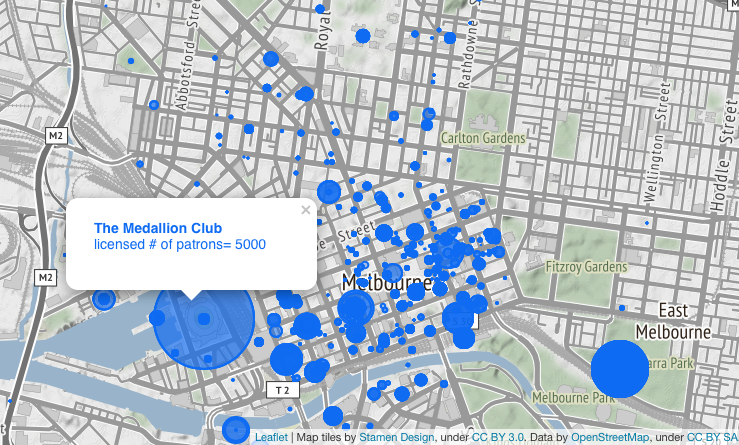 Royal
Rathdowne
Abbotsford Street
M
M2
Carlton Gardens
Wellington Street
Hoddle Street
×
The Medallion Club
licensed # of patrons= 5000
Street
Fitzroy Gardens
M2
Melbourne
East
Melbourne
Park
T 2
Melbourne Park
Leaflet | Map tiles by Stamen Design, under CC BY 3.0. Data by OpenStreetMap, under CC BY SA